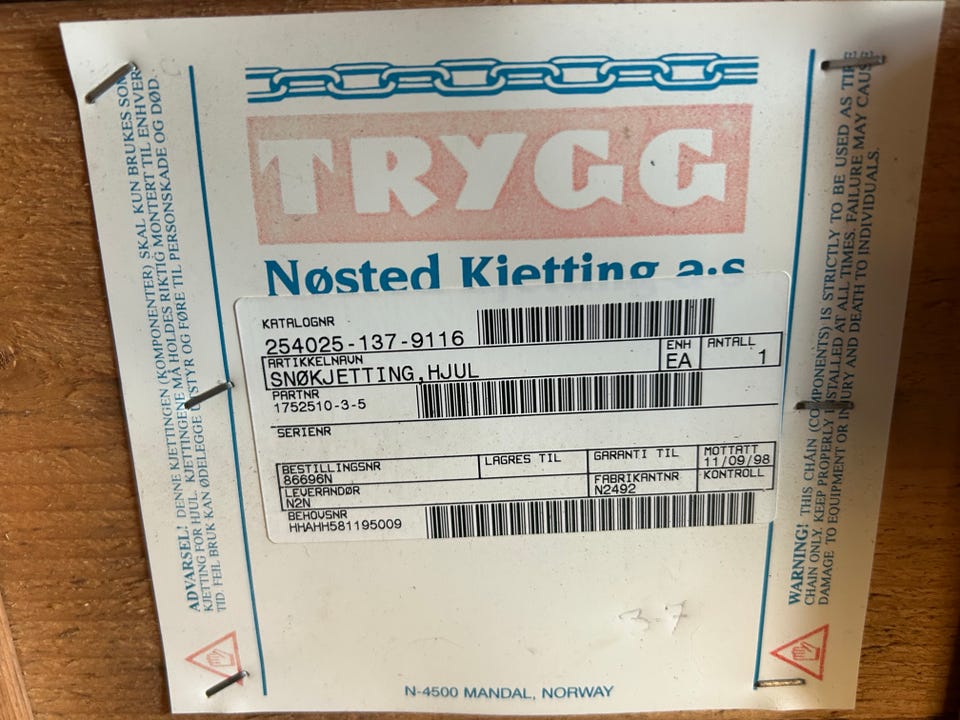 TRYGG
Nøsted Kjetting a·s
KATALOGNR
254025-137-9116
ARTIKKELNAVN
SNØKJETTING,HJUL
ENH
EA
ANTALL
1
PARTNR
1752510-3-5
SERIENR
BESTILLINGSNR
86696N
LAGRES TIL
GARANTI TIL
MOTTATT
11/09/98
LEVERANDØR
N2N
FABRIKANTNR
N2492
KONTROLL
BEHOVSNR
HHAHH581195009
3-7
N-4500 MANDAL, NORWAY
ADVARSEL! DENNE KJETTINGEN (KOMPONENTER) SKAL KUN BRUKES SOM
KJETTING FOR HJUL. KJETTINGENE MÅ HOLDES RIKTIG MONTERT TIL ENHVER
TID. FEIL BRUK KAN ØDELEGGE UTSTYR OG FØRE TIL PERSONSKADE OG DØD.
WARNING! THIS CHAIN (COMPONENTS) IS STRICTLY TO BE USED AS TIRE
CHAIN ONLY. KEEP PROPERLY INSTALLED AT ALL TIMES. FAILURE MAY CAUSE
DAMAGE TO EQUIPMENT OR INJURY AND DEATH TO INDIVIDUALS.